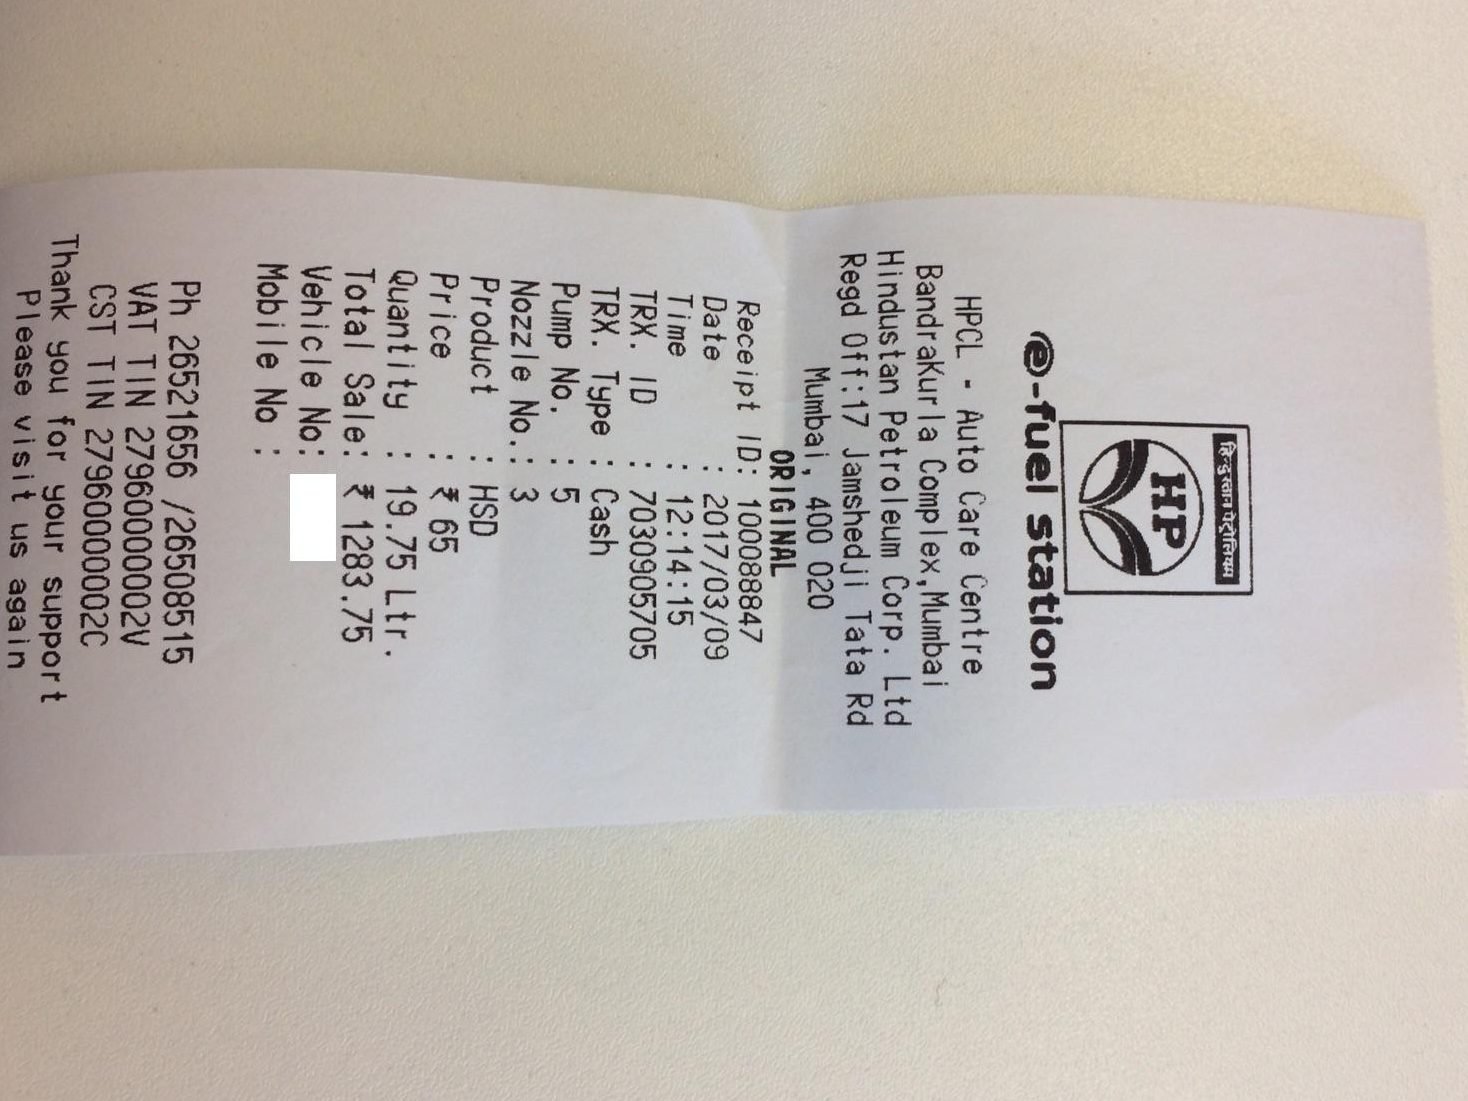 हिन्दुस्तान पेट्रोलियम
HP
e-fuel station
HPCL - Auto Care Centre
BandraKurla Complex,Mumbai
Hindustan Petroleum Corp. Ltd
Regd Off:17 Jamshedji Tata Rd
Mumbai, 400 020
ORIGINAL
Receipt ID: 100088847
Date : 2017/03/09
Time : 12:14:15
TRX. ID : 7030905705
TRX. Type : Cash
Pump No. : 5
Nozzle No.: 3
Product : HSD
Price : ₹ 65
Quantity : 19.75 Ltr.
Total Sale: ₹ 1283.75
Vehicle No:
Mobile No :
Ph 26521656 /26508515
VAT TIN 27960000002V
CST TIN 27960000002C
Thank you for your support
Please visit us again